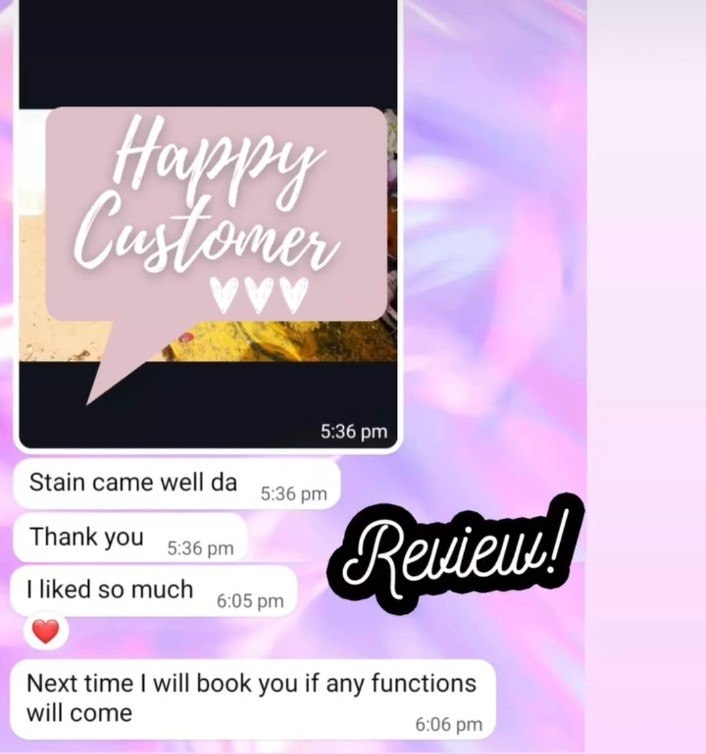 Happy
Customer
5:36 pm
Stain came well da 5:36 pm
Thank you 5:36 pm
Review!
I liked so much 6:05 pm
Next time I will book you if any functions
will come 6:06 pm